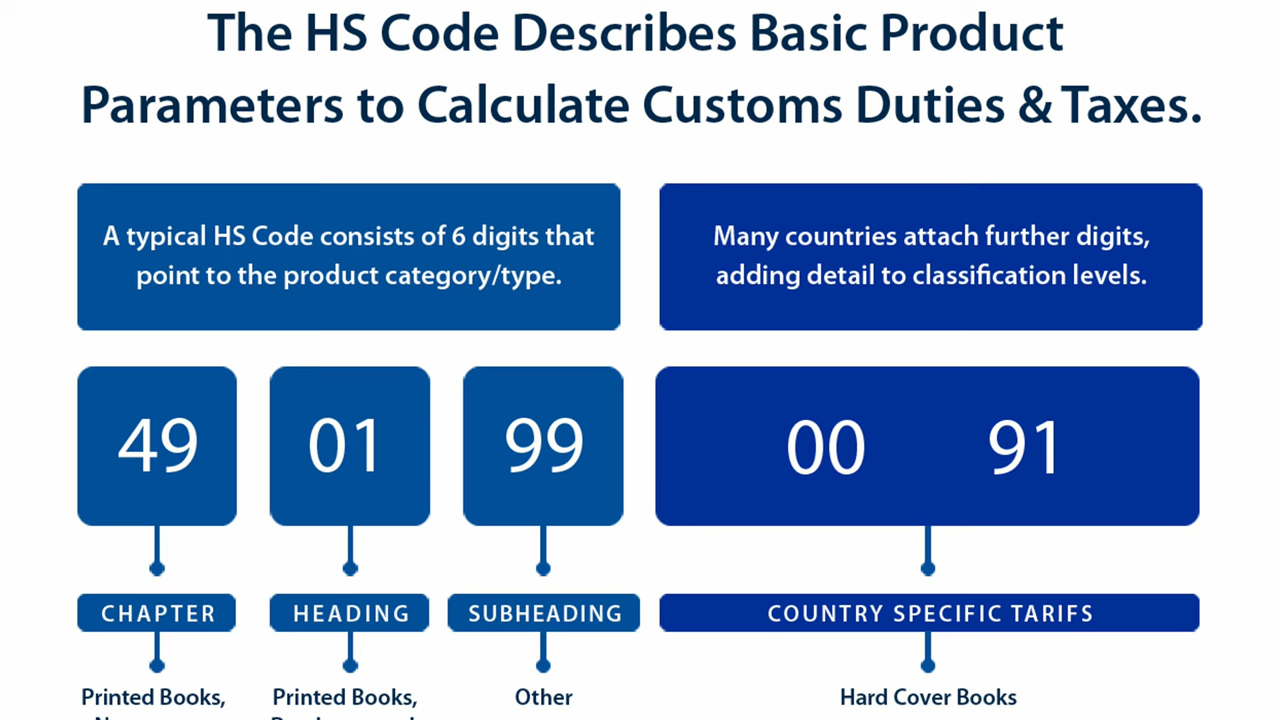 The HS Code Describes Basic Product
Parameters to Calculate Customs Duties & Taxes.
A typical HS Code consists of 6 digits that
point to the product category/type.
Many countries attach further digits,
adding detail to classification levels.
49
01
99
00 91
CHAPTER
HEADING
SUBHEADING
COUNTRY SPECIFIC TARIFS
Printed Books,
Printed Books,
Other
Hard Cover Books